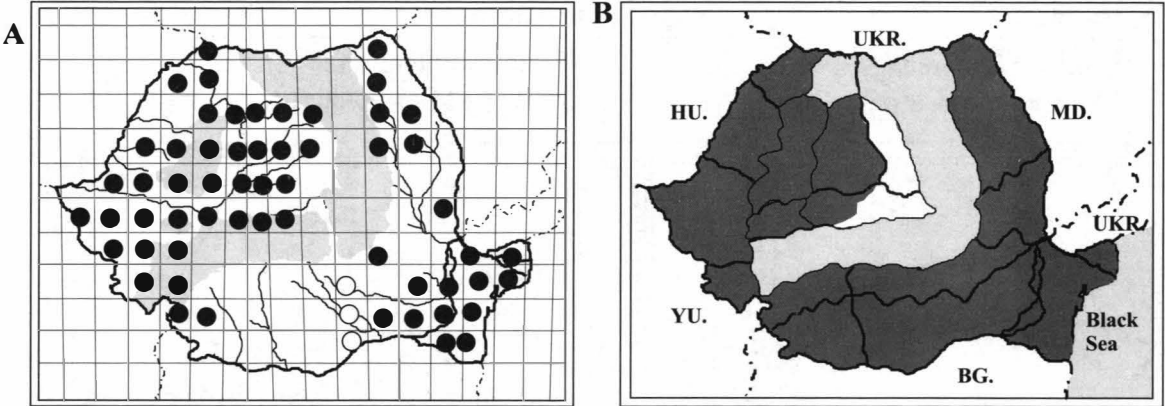 A
B
UKR.
HU.
MD.
UKR.
YU.
Black
Sea
BG.